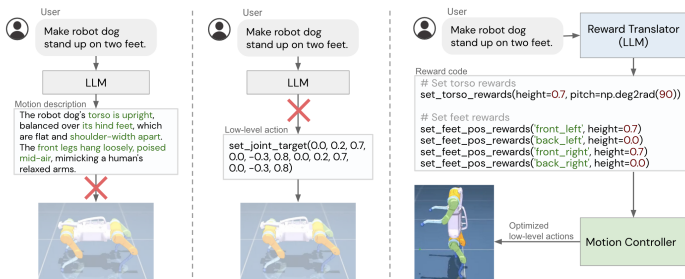 User
Make robot dog
stand up on two feet.
LLM
Motion description
The robot dog's torso is upright,
balanced over its hind feet, which
are flat and shoulder-width apart.
The front legs hang loosely, poised
mid-air, mimicking a human's
relaxed arms.
User
Make robot dog
stand up on two feet.
LLM
Low-level action
set_joint_target(0.0, 0.2, 0.7,
0.0, -0.3, 0.8, 0.0, 0.2, 0.7,
0.0, -0.3, 0.8)
User
Make robot dog
stand up on two feet.
Reward Translator
(LLM)
Reward code
# Set torso rewards
set_torso_rewards(height=0.7, pitch=np.deg2rad(90))
# Set feet rewards
set_feet_pos_rewards('front_left', height=0.7)
set_feet_pos_rewards('back_left', height=0.0)
set_feet_pos_rewards('front_right', height=0.7)
set_feet_pos_rewards('back_right', height=0.0)
Optimized
low-level actions
Motion Controller